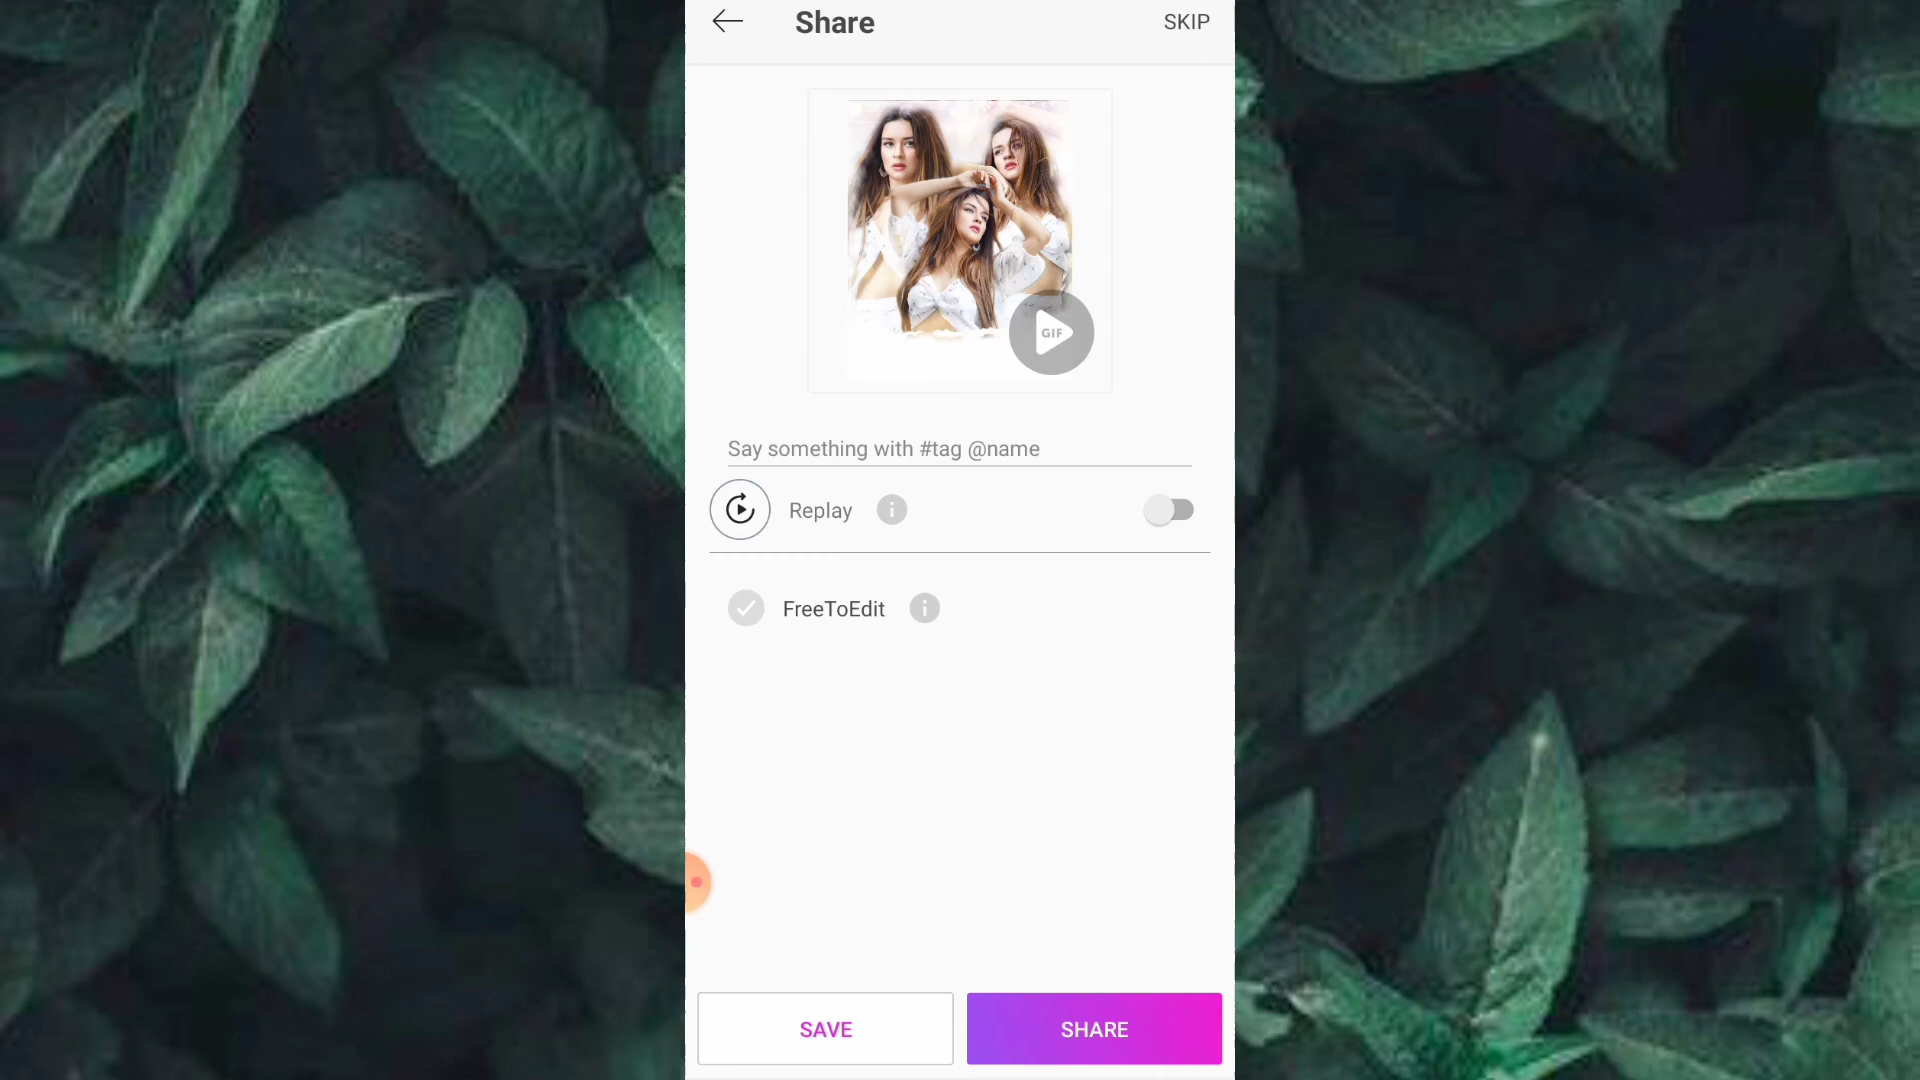 Share
SKIP
GIF
Say something with #tag @name
Replay
FreeToEdit
SAVE
SHARE